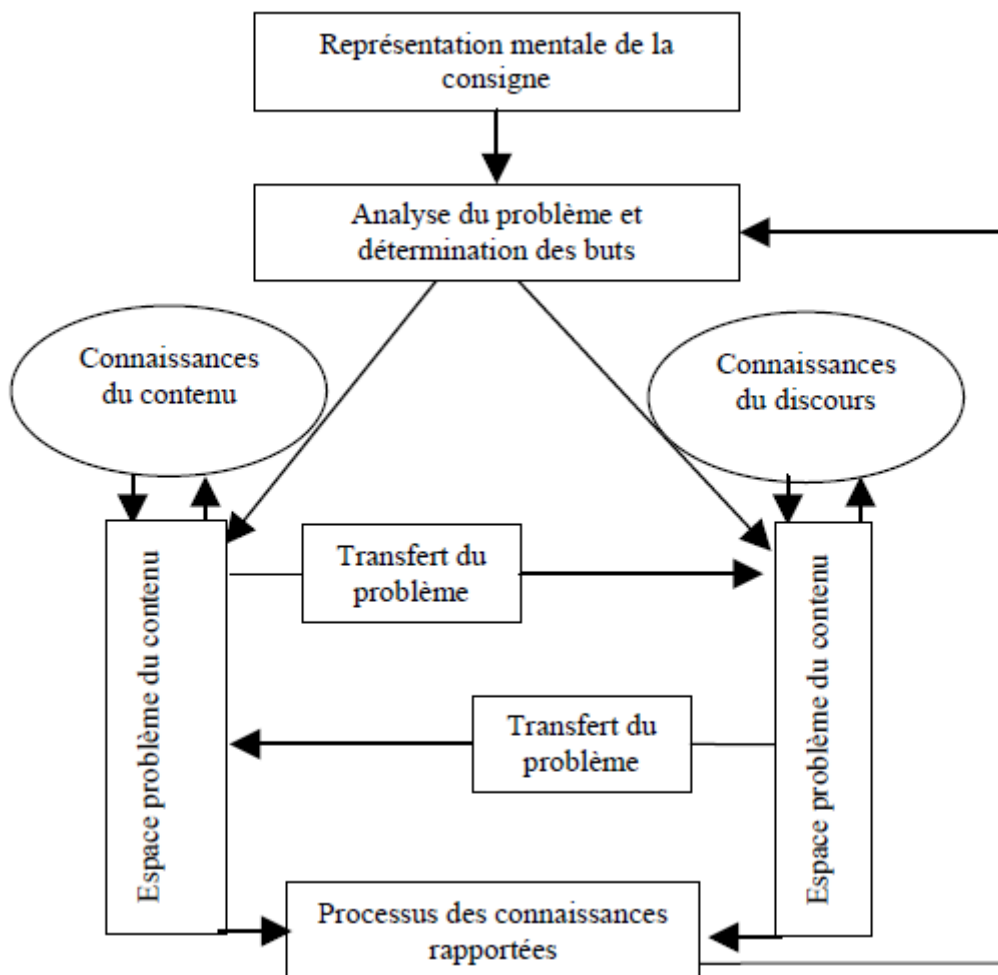 Représentation mentale de la
consigne
Analyse du problème et
détermination des buts
Connaissances
du contenu
Connaissances
du discours
Transfert du
problème
Espace problème du contenu
Espace problème du contenu
Transfert du
problème
Processus des connaissances
rapportées